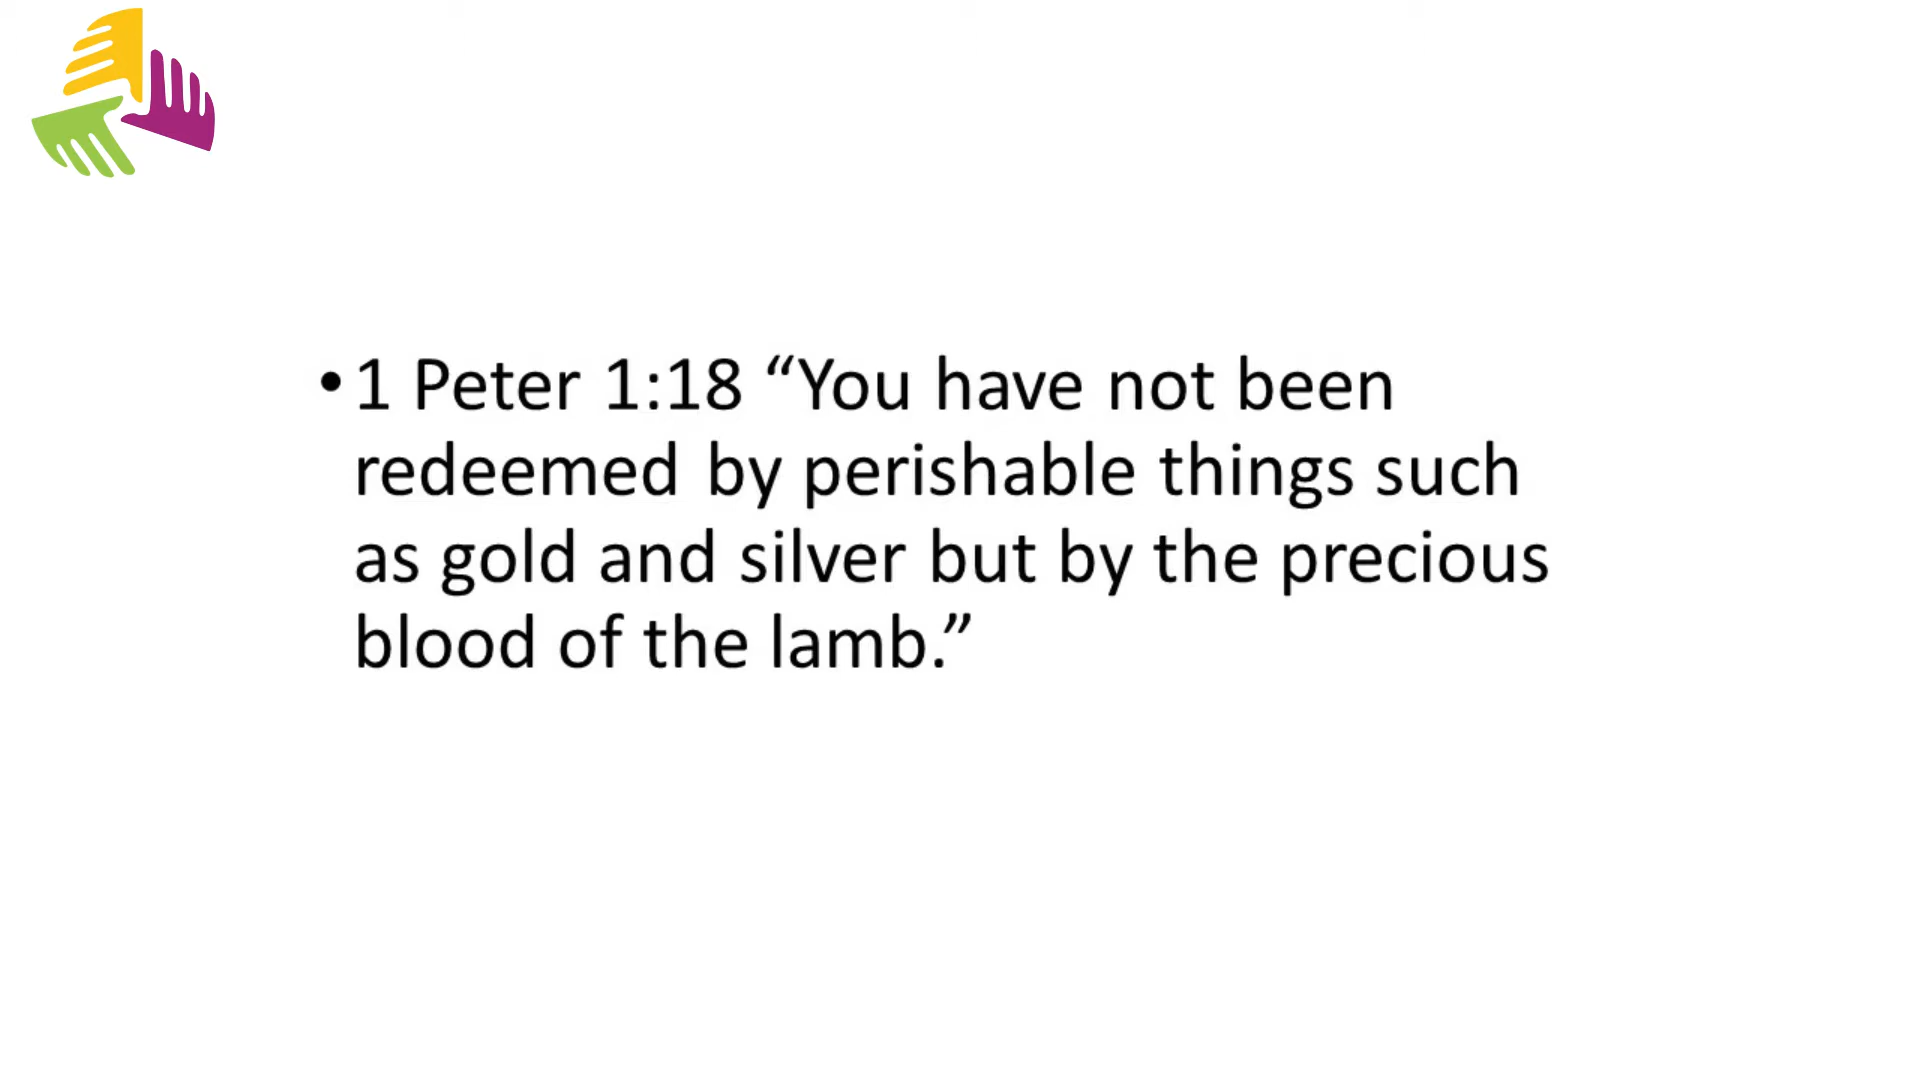 • 1 Peter 1:18 “You have not been
redeemed by perishable things such
as gold and silver but by the precious
blood of the lamb.”